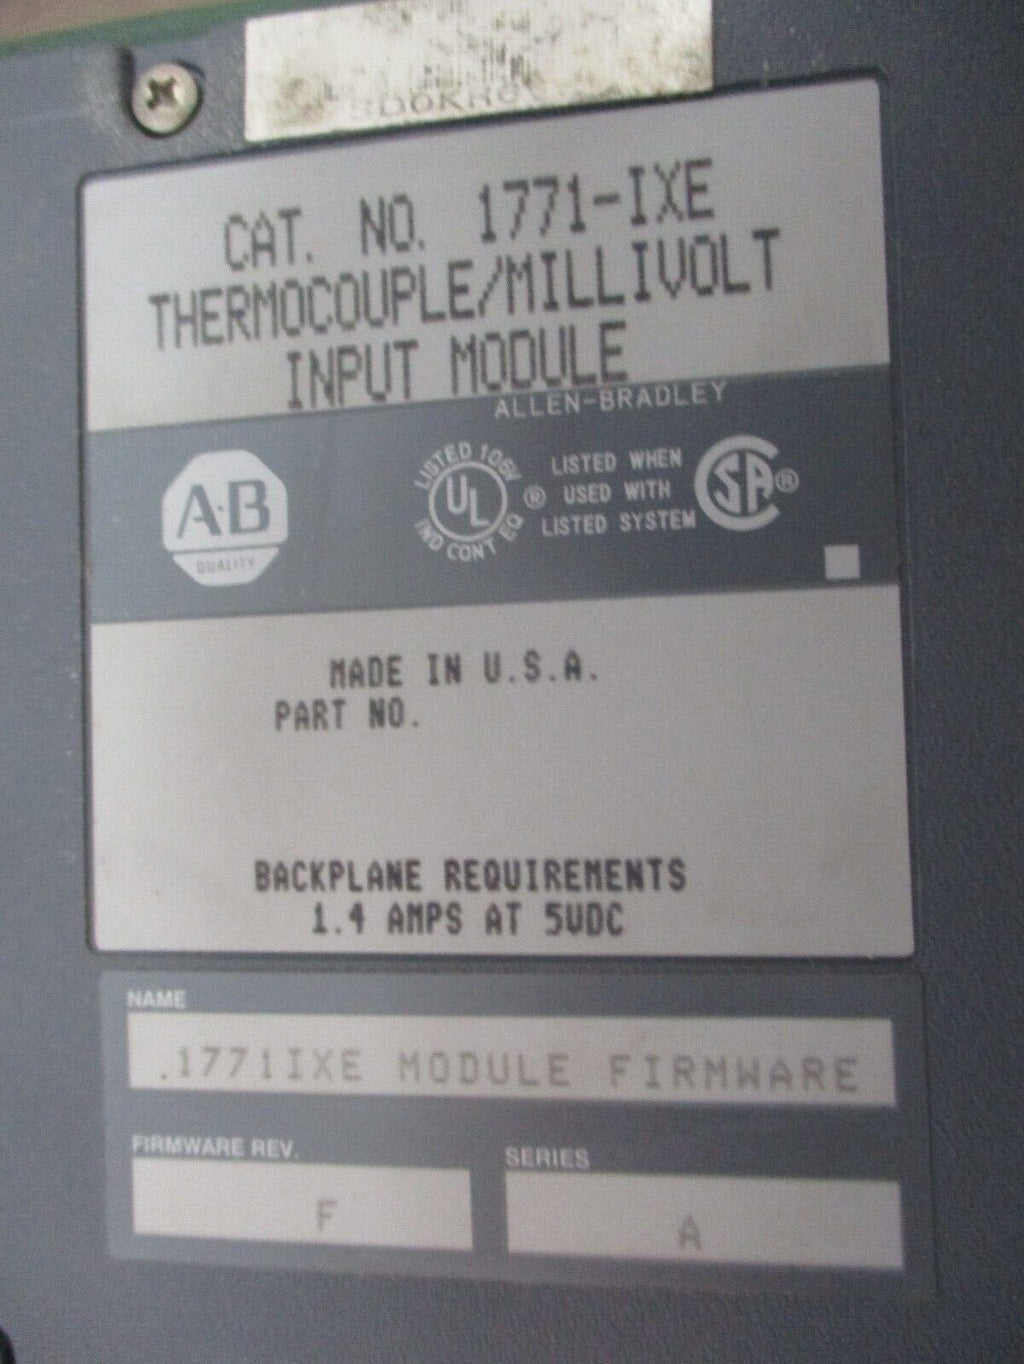 CAT. NO. 1771-IXE
THERMOCOUPLE/MILLIVOLT
INPUT MODULE
ALLEN-BRADLEY
A·B
QUALITY
LISTED 106V
UL ®
IND CONT EQ
LISTED WHEN
USED WITH
LISTED SYSTEM
SA®
MADE IN U.S.A.
PART NO.
BACKPLANE REQUIREMENTS
1.4 AMPS AT 5VDC
NAME
.1771IXE MODULE FIRMWARE
FIRMWARE REV.
F
SERIES
A